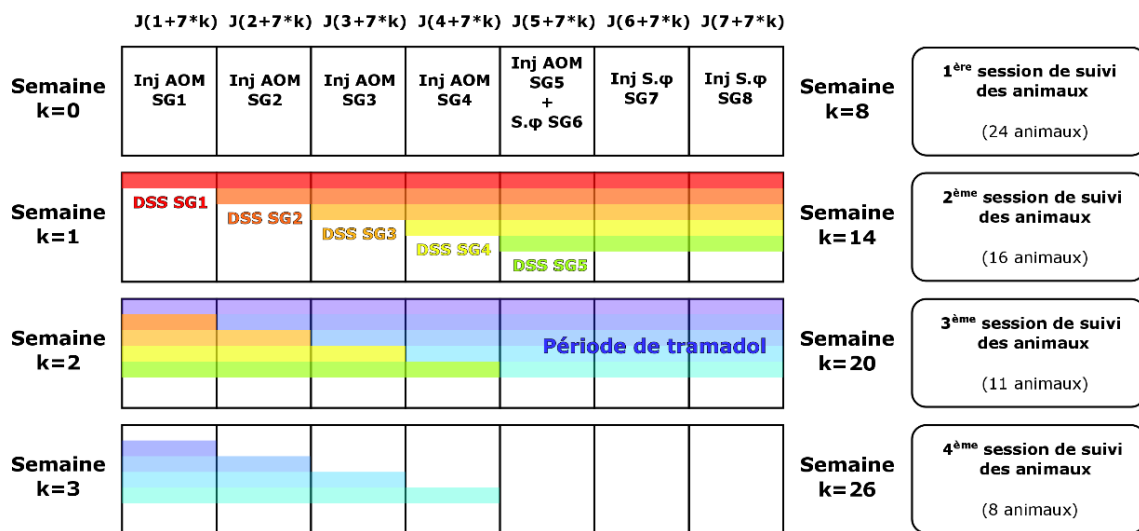 J(1+7*k) J(2+7*k) J(3+7*k) J(4+7*k) J(5+7*k) J(6+7*k) J(7+7*k)
Semaine
k=0
Inj AOM
SG1
Inj AOM
SG2
Inj AOM
SG3
Inj AOM
SG4
Inj AOM
SG5
+
S.φ SG6
Inj S.φ
SG7
Inj S.φ
SG8
Semaine
k=8
1ère session de suivi
des animaux
(24 animaux)
Semaine
k=1
DSS SG1
DSS SG2
DSS SG3
DSS SG4
DSS SG5
Semaine
k=14
2ème session de suivi
des animaux
(16 animaux)
Semaine
k=2
Période de tramadol
Semaine
k=20
3ème session de suivi
des animaux
(11 animaux)
Semaine
k=3
Semaine
k=26
4ème session de suivi
des animaux
(8 animaux)